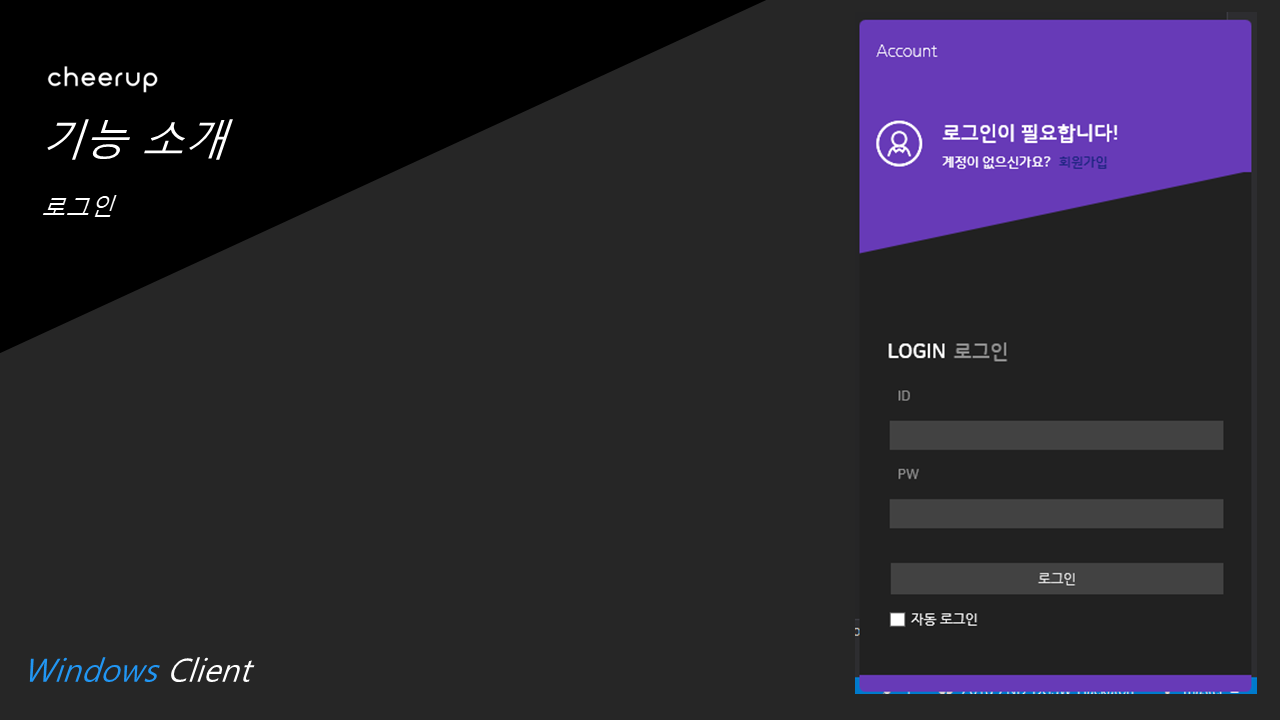 cheerup
기능 소개
로그인
Windows Client
Account
로그인이 필요합니다!
계정이 없으신가요? 회원가입
LOGIN 로그인
ID
PW
로그인
자동 로그인